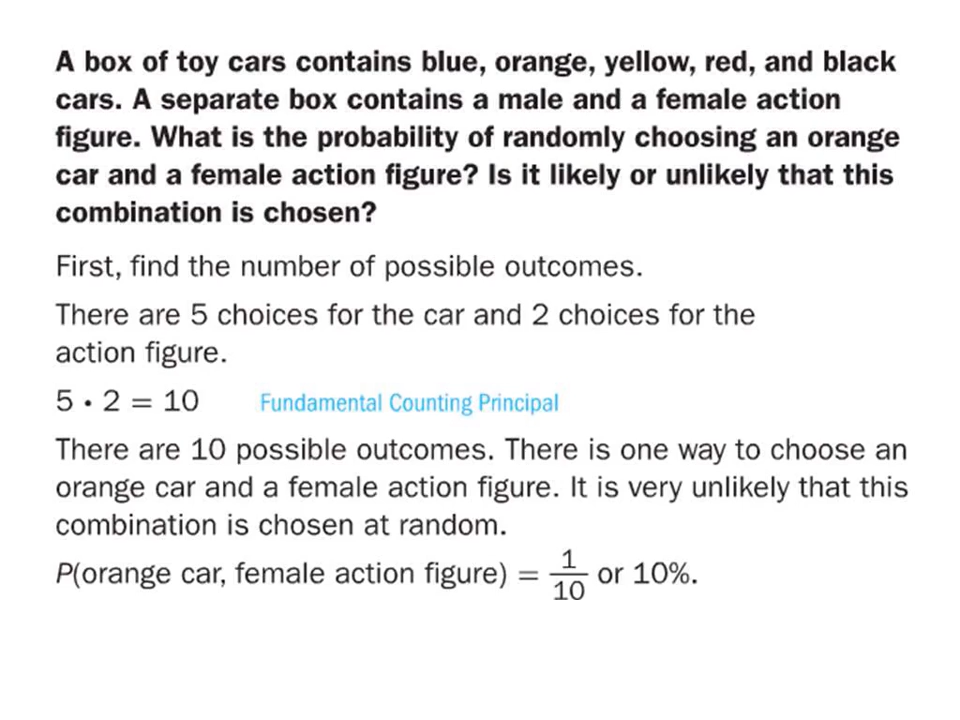 A box of toy cars contains blue, orange, yellow, red, and black
cars. A separate box contains a male and a female action
figure. What is the probability of randomly choosing an orange
car and a female action figure? Is it likely or unlikely that this
combination is chosen?
First, find the number of possible outcomes.
There are 5 choices for the car and 2 choices for the
action figure.
5 • 2 = 10 Fundamental Counting Principal
There are 10 possible outcomes. There is one way to choose an
orange car and a female action figure. It is very unlikely that this
combination is chosen at random.
P(orange car, female action figure) = 1/10 or 10%.